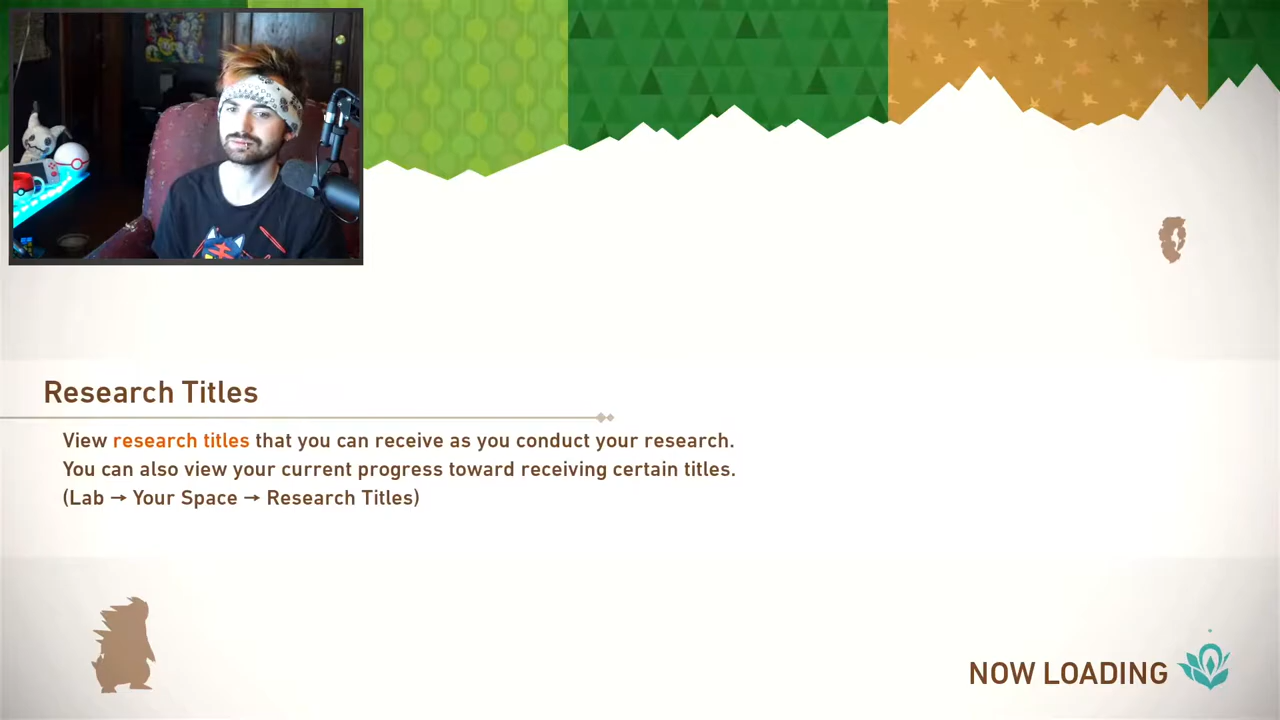 Research Titles
View research titles that you can receive as you conduct your research.
You can also view your current progress toward receiving certain titles.
(Lab → Your Space → Research Titles)
NOW LOADING